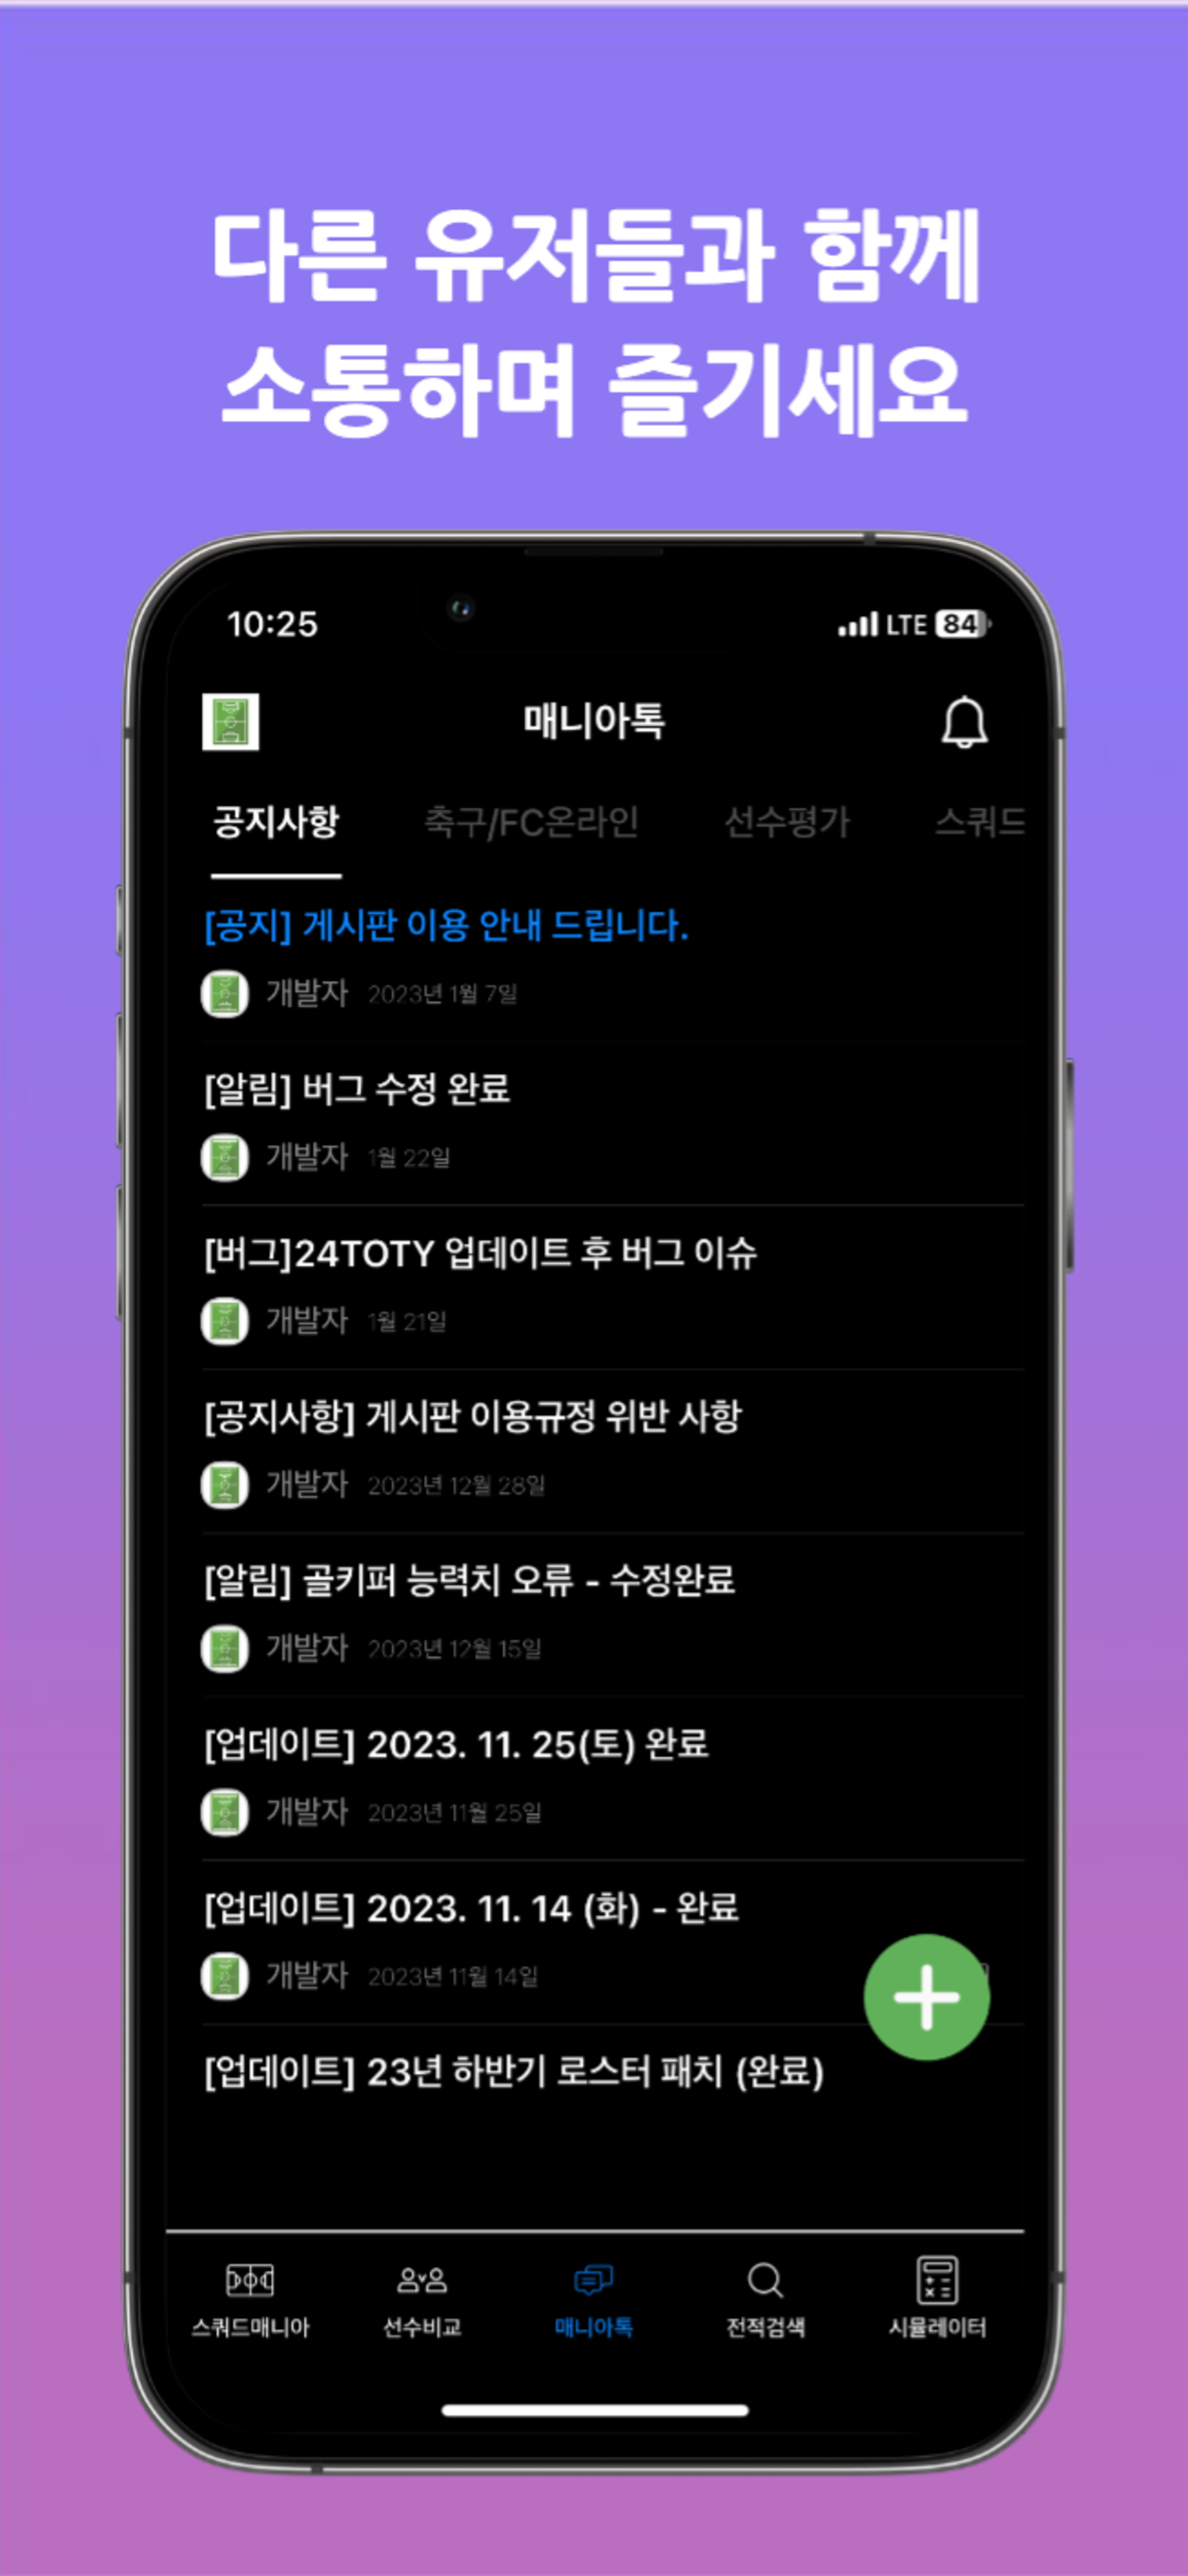 다른 유저들과 함께
소통하며 즐기세요
10:25 LTE 84
매니아톡
공지사항 축구/FC온라인 선수평가 스쿼드
[공지] 게시판 이용 안내 드립니다.
개발자 2023년 1월 7일
[알림] 버그 수정 완료
개발자 1월 22일
[버그]24TOTY 업데이트 후 버그 이슈
개발자 1월 21일
[공지사항] 게시판 이용규정 위반 사항
개발자 2023년 12월 28일
[알림] 골키퍼 능력치 오류 - 수정완료
개발자 2023년 12월 15일
[업데이트] 2023. 11. 25(토) 완료
개발자 2023년 11월 25일
[업데이트] 2023. 11. 14 (화) - 완료
개발자 2023년 11월 14일
[업데이트] 23년 하반기 로스터 패치 (완료)
스쿼드매니아 선수비교 매니아톡 전적검색 시뮬레이터